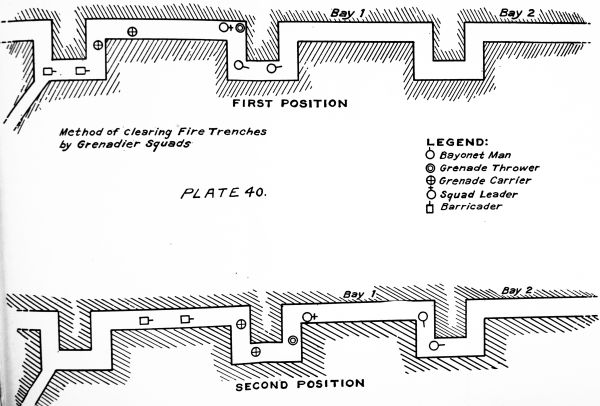 Bay 1
Bay 2
FIRST POSITION
Method of clearing Fire Trenches
by Grenadier Squads
LEGEND:
Bayonet Man
Grenade Thrower
Grenade Carrier
Squad Leader
Barricader
PLATE 40.
Bay 1
Bay 2
SECOND POSITION